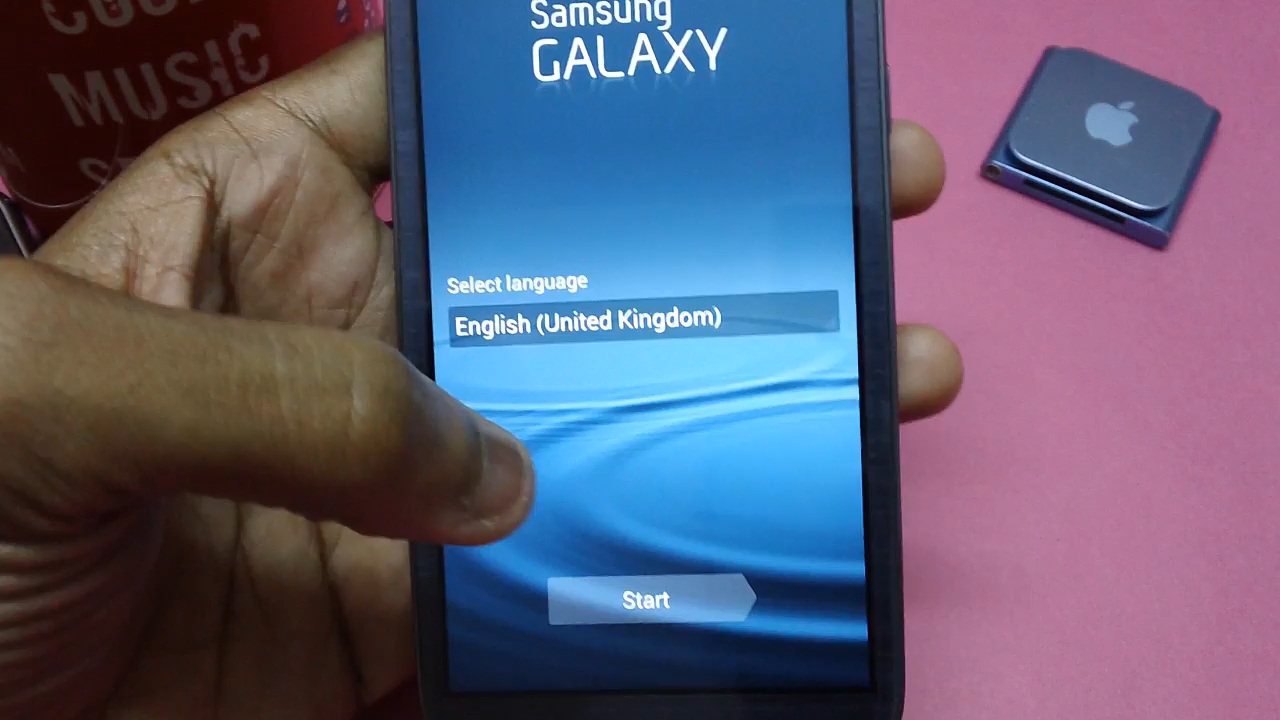 MUSIC
Samsung
GALAXY
Select language
English (United Kingdom)
Start